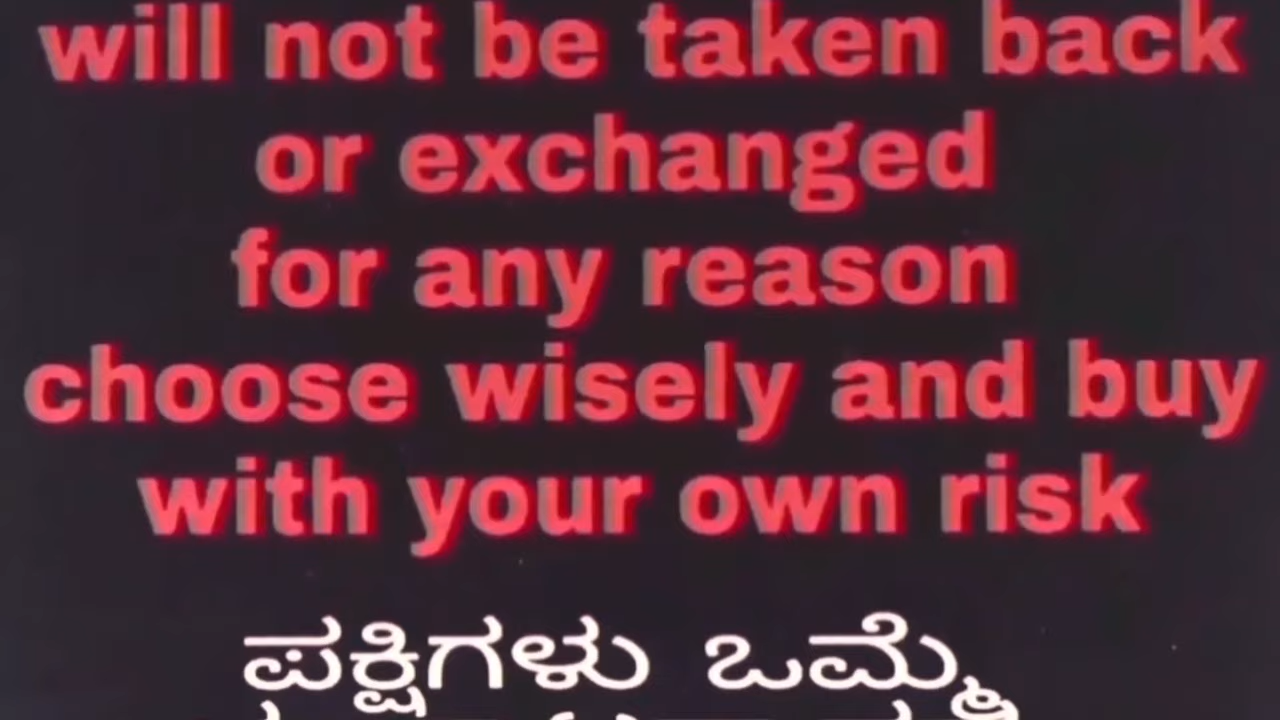 will not be taken back
or exchanged
for any reason
choose wisely and buy
with your own risk
ಪಕ್ಷಿಗಳು ಒಮ್ಮೆ